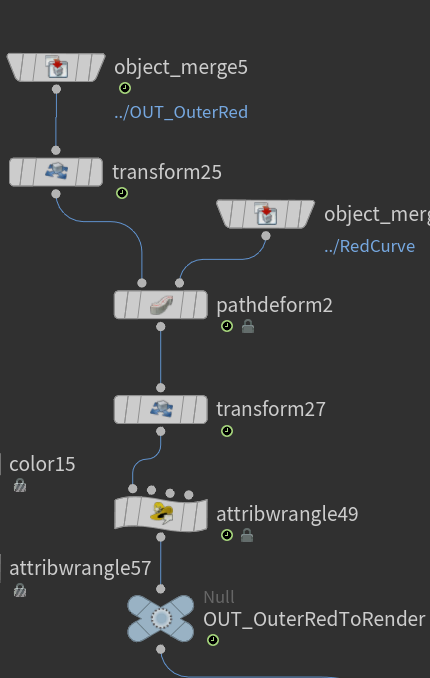 object_merge5
../OUT_OuterRed
transform25
object_merg
../RedCurve
pathdeform2
transform27
color15
attribwrangle49
attribwrangle57
Null
OUT_OuterRedToRender